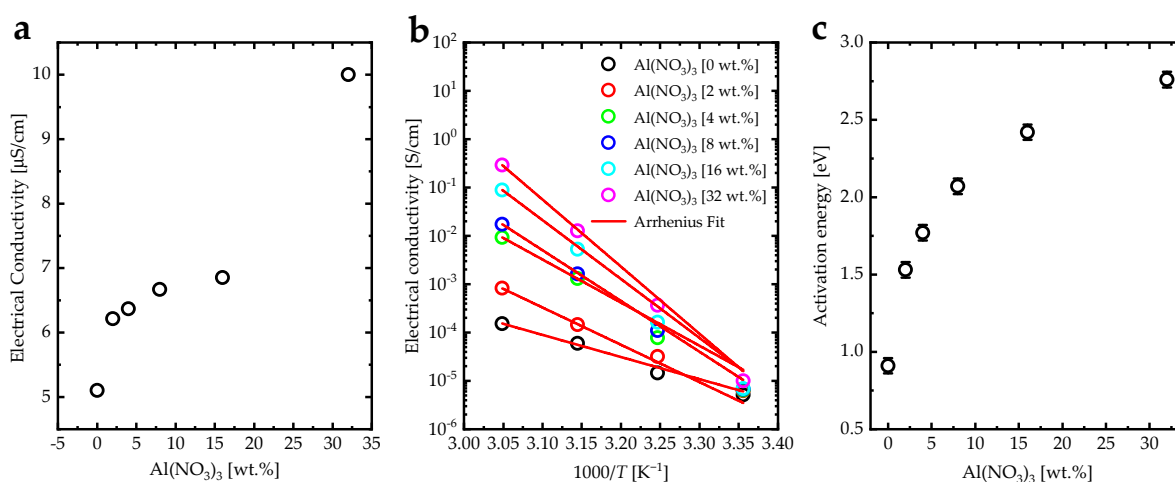 a
10
9
8
7
6
5
-5
0
5
10
15
20
25
30
35
Electrical Conductivity [µS/cm]
Al(NO₃)₃ [wt.%]
b
10²
10¹
10⁰
10⁻¹
10⁻²
10⁻³
10⁻⁴
10⁻⁵
10⁻⁶
3.00
3.05
3.10
3.15
3.20
3.25
3.30
3.35
3.40
Electrical conductivity [S/cm]
1000/T [K⁻¹]
Al(NO₃)₃ [0 wt.%]
Al(NO₃)₃ [2 wt.%]
Al(NO₃)₃ [4 wt.%]
Al(NO₃)₃ [8 wt.%]
Al(NO₃)₃ [16 wt.%]
Al(NO₃)₃ [32 wt.%]
Arrhenius Fit
c
3.0
2.5
2.0
1.5
1.0
0.5
0
5
10
15
20
25
30
Activation energy [eV]
Al(NO₃)₃ [wt.%]